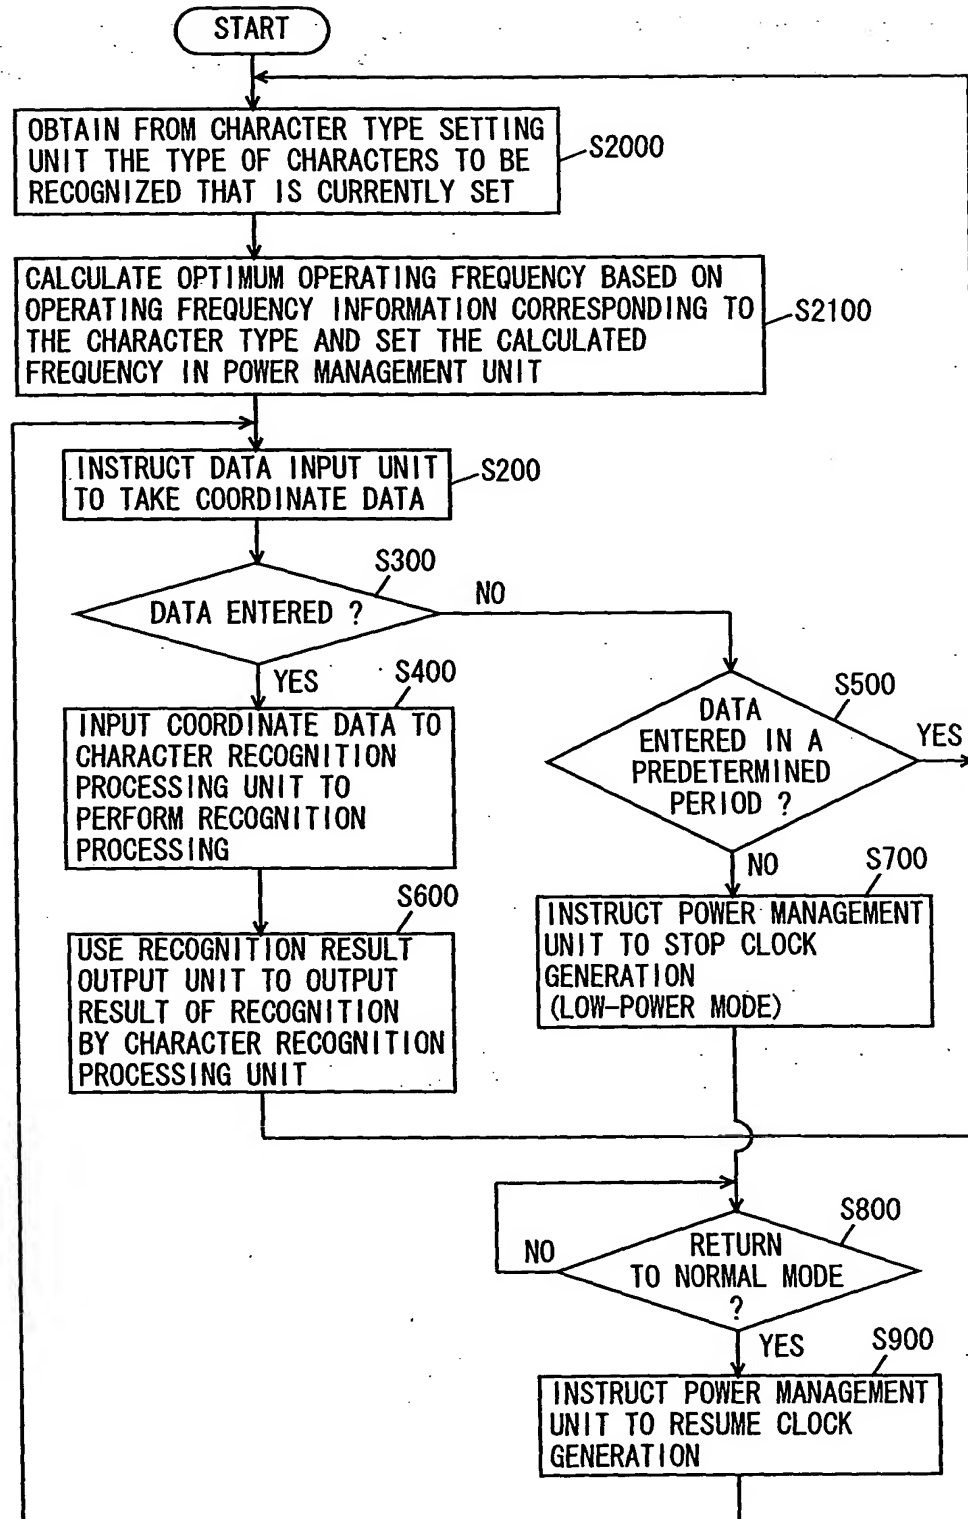 START
OBTAIN FROM CHARACTER TYPE SETTING
UNIT THE TYPE OF CHARACTERS TO BE
RECOGNIZED THAT IS CURRENTLY SET
S2000
CALCULATE OPTIMUM OPERATING FREQUENCY BASED ON
OPERATING FREQUENCY INFORMATION CORRESPONDING TO
THE CHARACTER TYPE AND SET THE CALCULATED
FREQUENCY IN POWER MANAGEMENT UNIT
S2100
INSTRUCT DATA INPUT UNIT
TO TAKE COORDINATE DATA
S200
S300
DATA ENTERED ?
NO
YES
S400
INPUT COORDINATE DATA TO
CHARACTER RECOGNITION
PROCESSING UNIT TO
PERFORM RECOGNITION
PROCESSING
S500
DATA
ENTERED IN A
PREDETERMINED
PERIOD ?
YES
NO
S600
USE RECOGNITION RESULT
OUTPUT UNIT TO OUTPUT
RESULT OF RECOGNITION
BY CHARACTER RECOGNITION
PROCESSING UNIT
S700
INSTRUCT POWER MANAGEMENT
UNIT TO STOP CLOCK
GENERATION
(LOW-POWER MODE)
S800
RETURN
TO NORMAL MODE
?
NO
YES
S900
INSTRUCT POWER MANAGEMENT
UNIT TO RESUME CLOCK
GENERATION